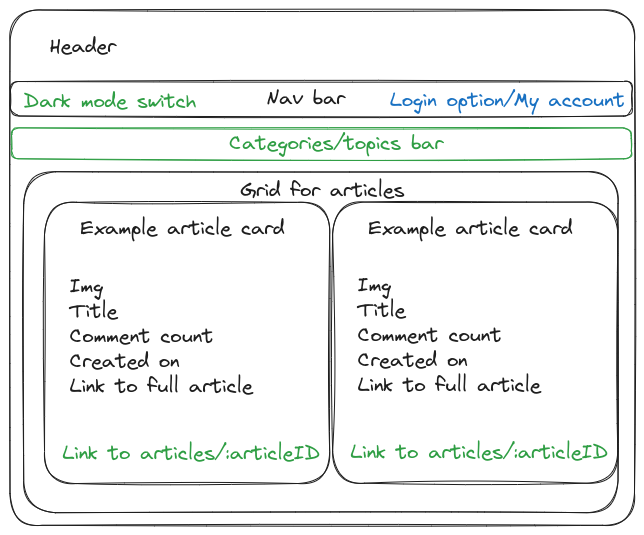 Header
Dark mode switch
Nav bar
Login option/My account
Categories/topics bar
Grid for articles
Example article card
Img
Title
Comment count
Created on
Link to full article
Link to articles/:articleID
Example article card
Img
Title
Comment count
Created on
Link to full article
Link to articles/:articleID